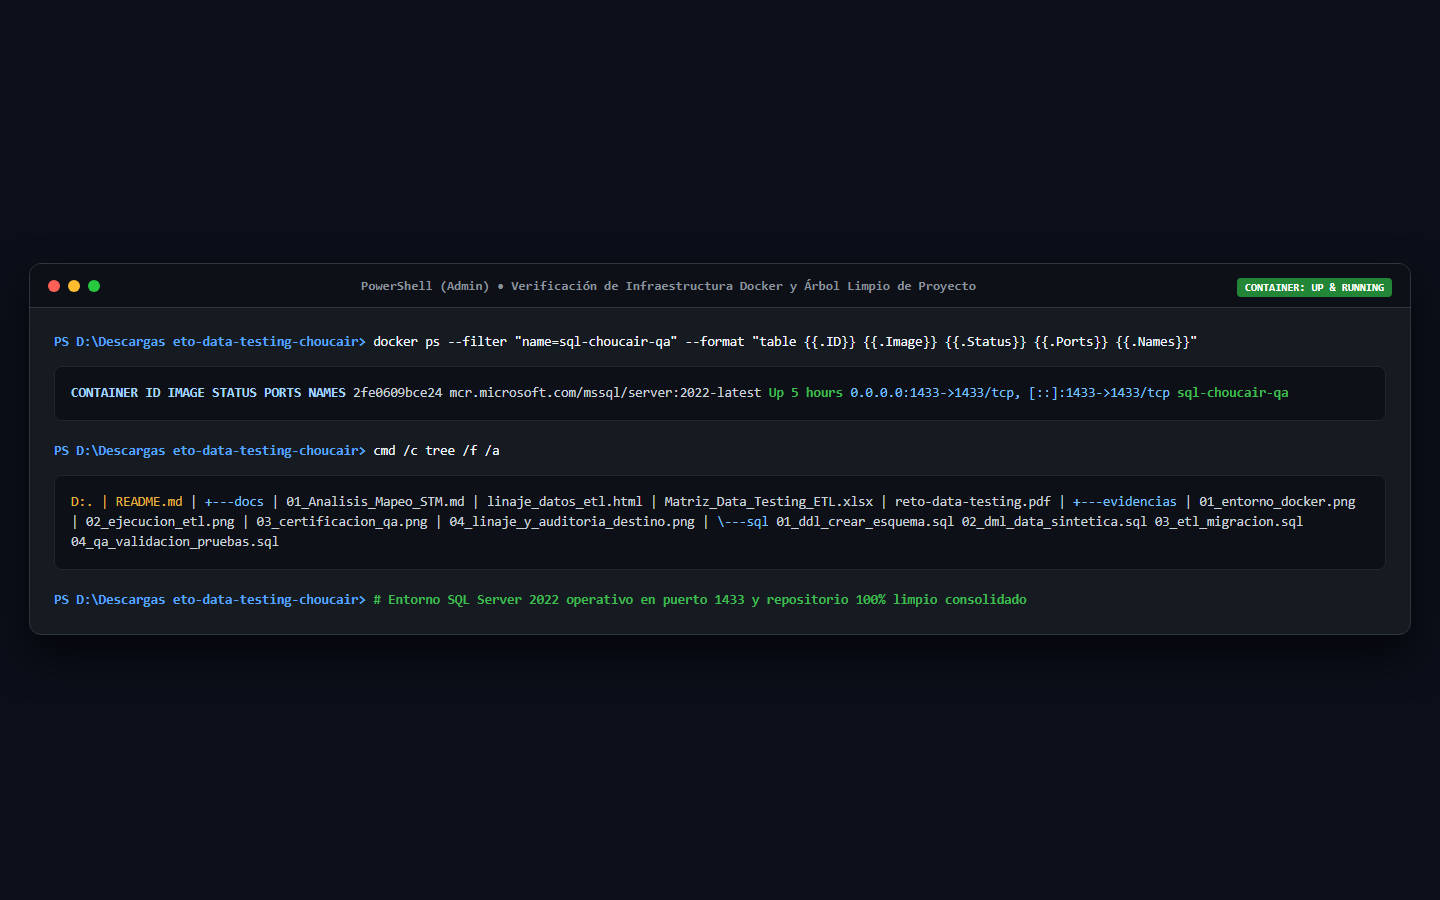 PowerShell (Admin) • Verificación de Infraestructura Docker y Árbol Limpio de Proyecto
CONTAINER: UP & RUNNING
PS D:\Descargas eto-data-testing-choucair> docker ps --filter "name=sql-choucair-qa" --format "table {{.ID}} {{.Image}} {{.Status}} {{.Ports}} {{.Names}}"
CONTAINER ID IMAGE STATUS PORTS NAMES 2fe0609bce24 mcr.microsoft.com/mssql/server:2022-latest Up 5 hours 0.0.0.0:1433->1433/tcp, [::]:1433->1433/tcp sql-choucair-qa
PS D:\Descargas eto-data-testing-choucair> cmd /c tree /f /a
D:. | README.md | +---docs | 01_Analisis_Mapeo_STM.md | linaje_datos_etl.html | Matriz_Data_Testing_ETL.xlsx | reto-data-testing.pdf | +---evidencias | 01_entorno_docker.png
| 02_ejecucion_etl.png | 03_certificacion_qa.png | 04_linaje_y_auditoria_destino.png | \---sql 01_ddl_crear_esquema.sql 02_dml_data_sintetica.sql 03_etl_migracion.sql
04_qa_validacion_pruebas.sql
PS D:\Descargas eto-data-testing-choucair> # Entorno SQL Server 2022 operativo en puerto 1433 y repositorio 100% limpio consolidado